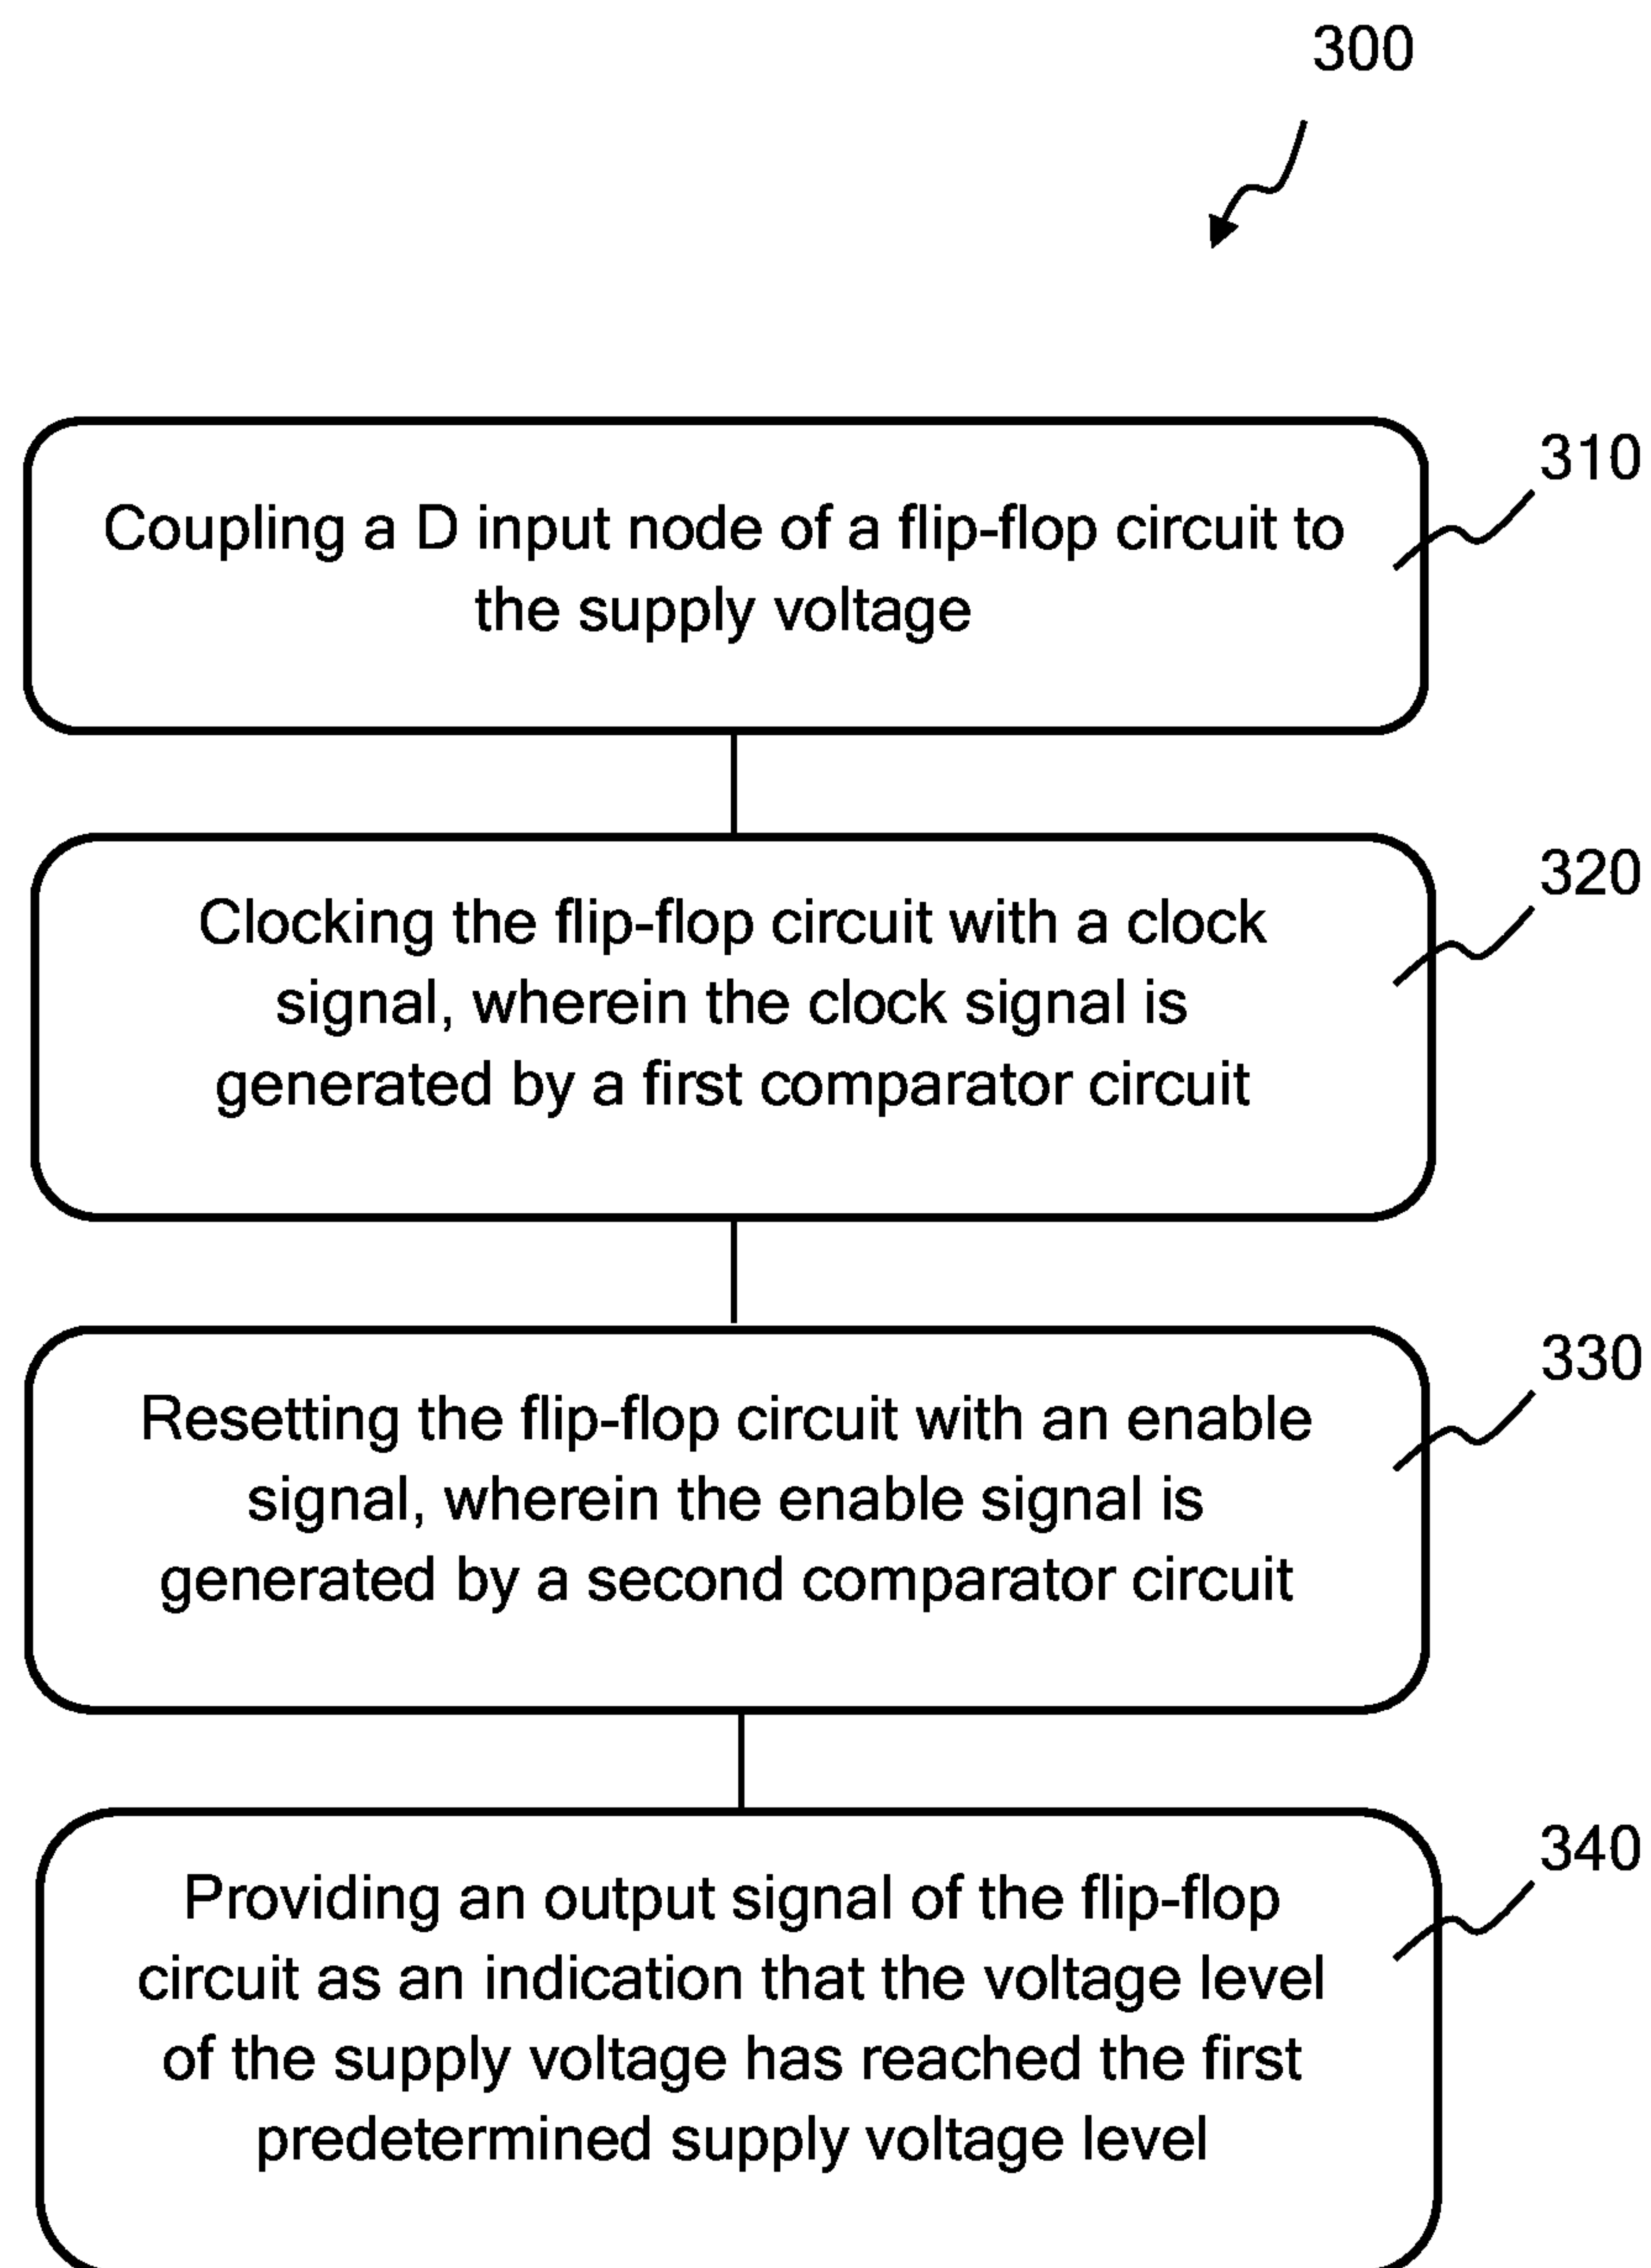 300
310
Coupling a D input node of a flip-flop circuit to
the supply voltage
320
Clocking the flip-flop circuit with a clock
signal, wherein the clock signal is
generated by a first comparator circuit
330
Resetting the flip-flop circuit with an enable
signal, wherein the enable signal is
generated by a second comparator circuit
340
Providing an output signal of the flip-flop
circuit as an indication that the voltage level
of the supply voltage has reached the first
predetermined supply voltage level